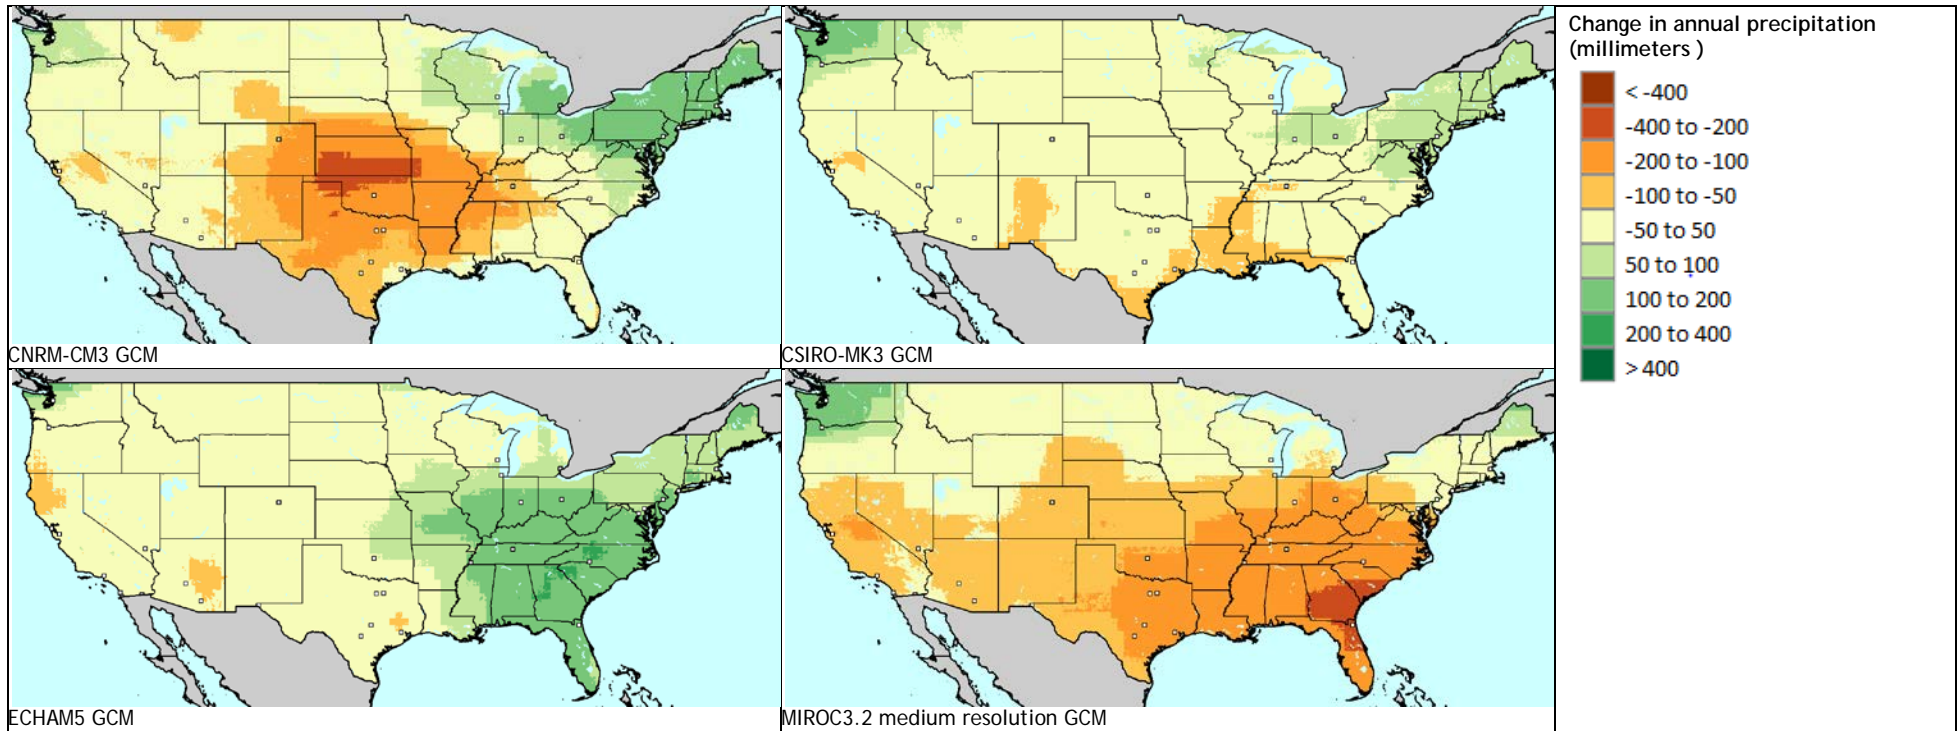 CNRM-CM3 GCM
CSIRO-MK3 GCM
ECHAM5 GCM
MIROC3.2 medium resolution GCM
Change in annual precipitation
(millimeters )
< -400
-400 to -200
-200 to -100
-100 to -50
-50 to 50
50 to 100
100 to 200
200 to 400
> 400